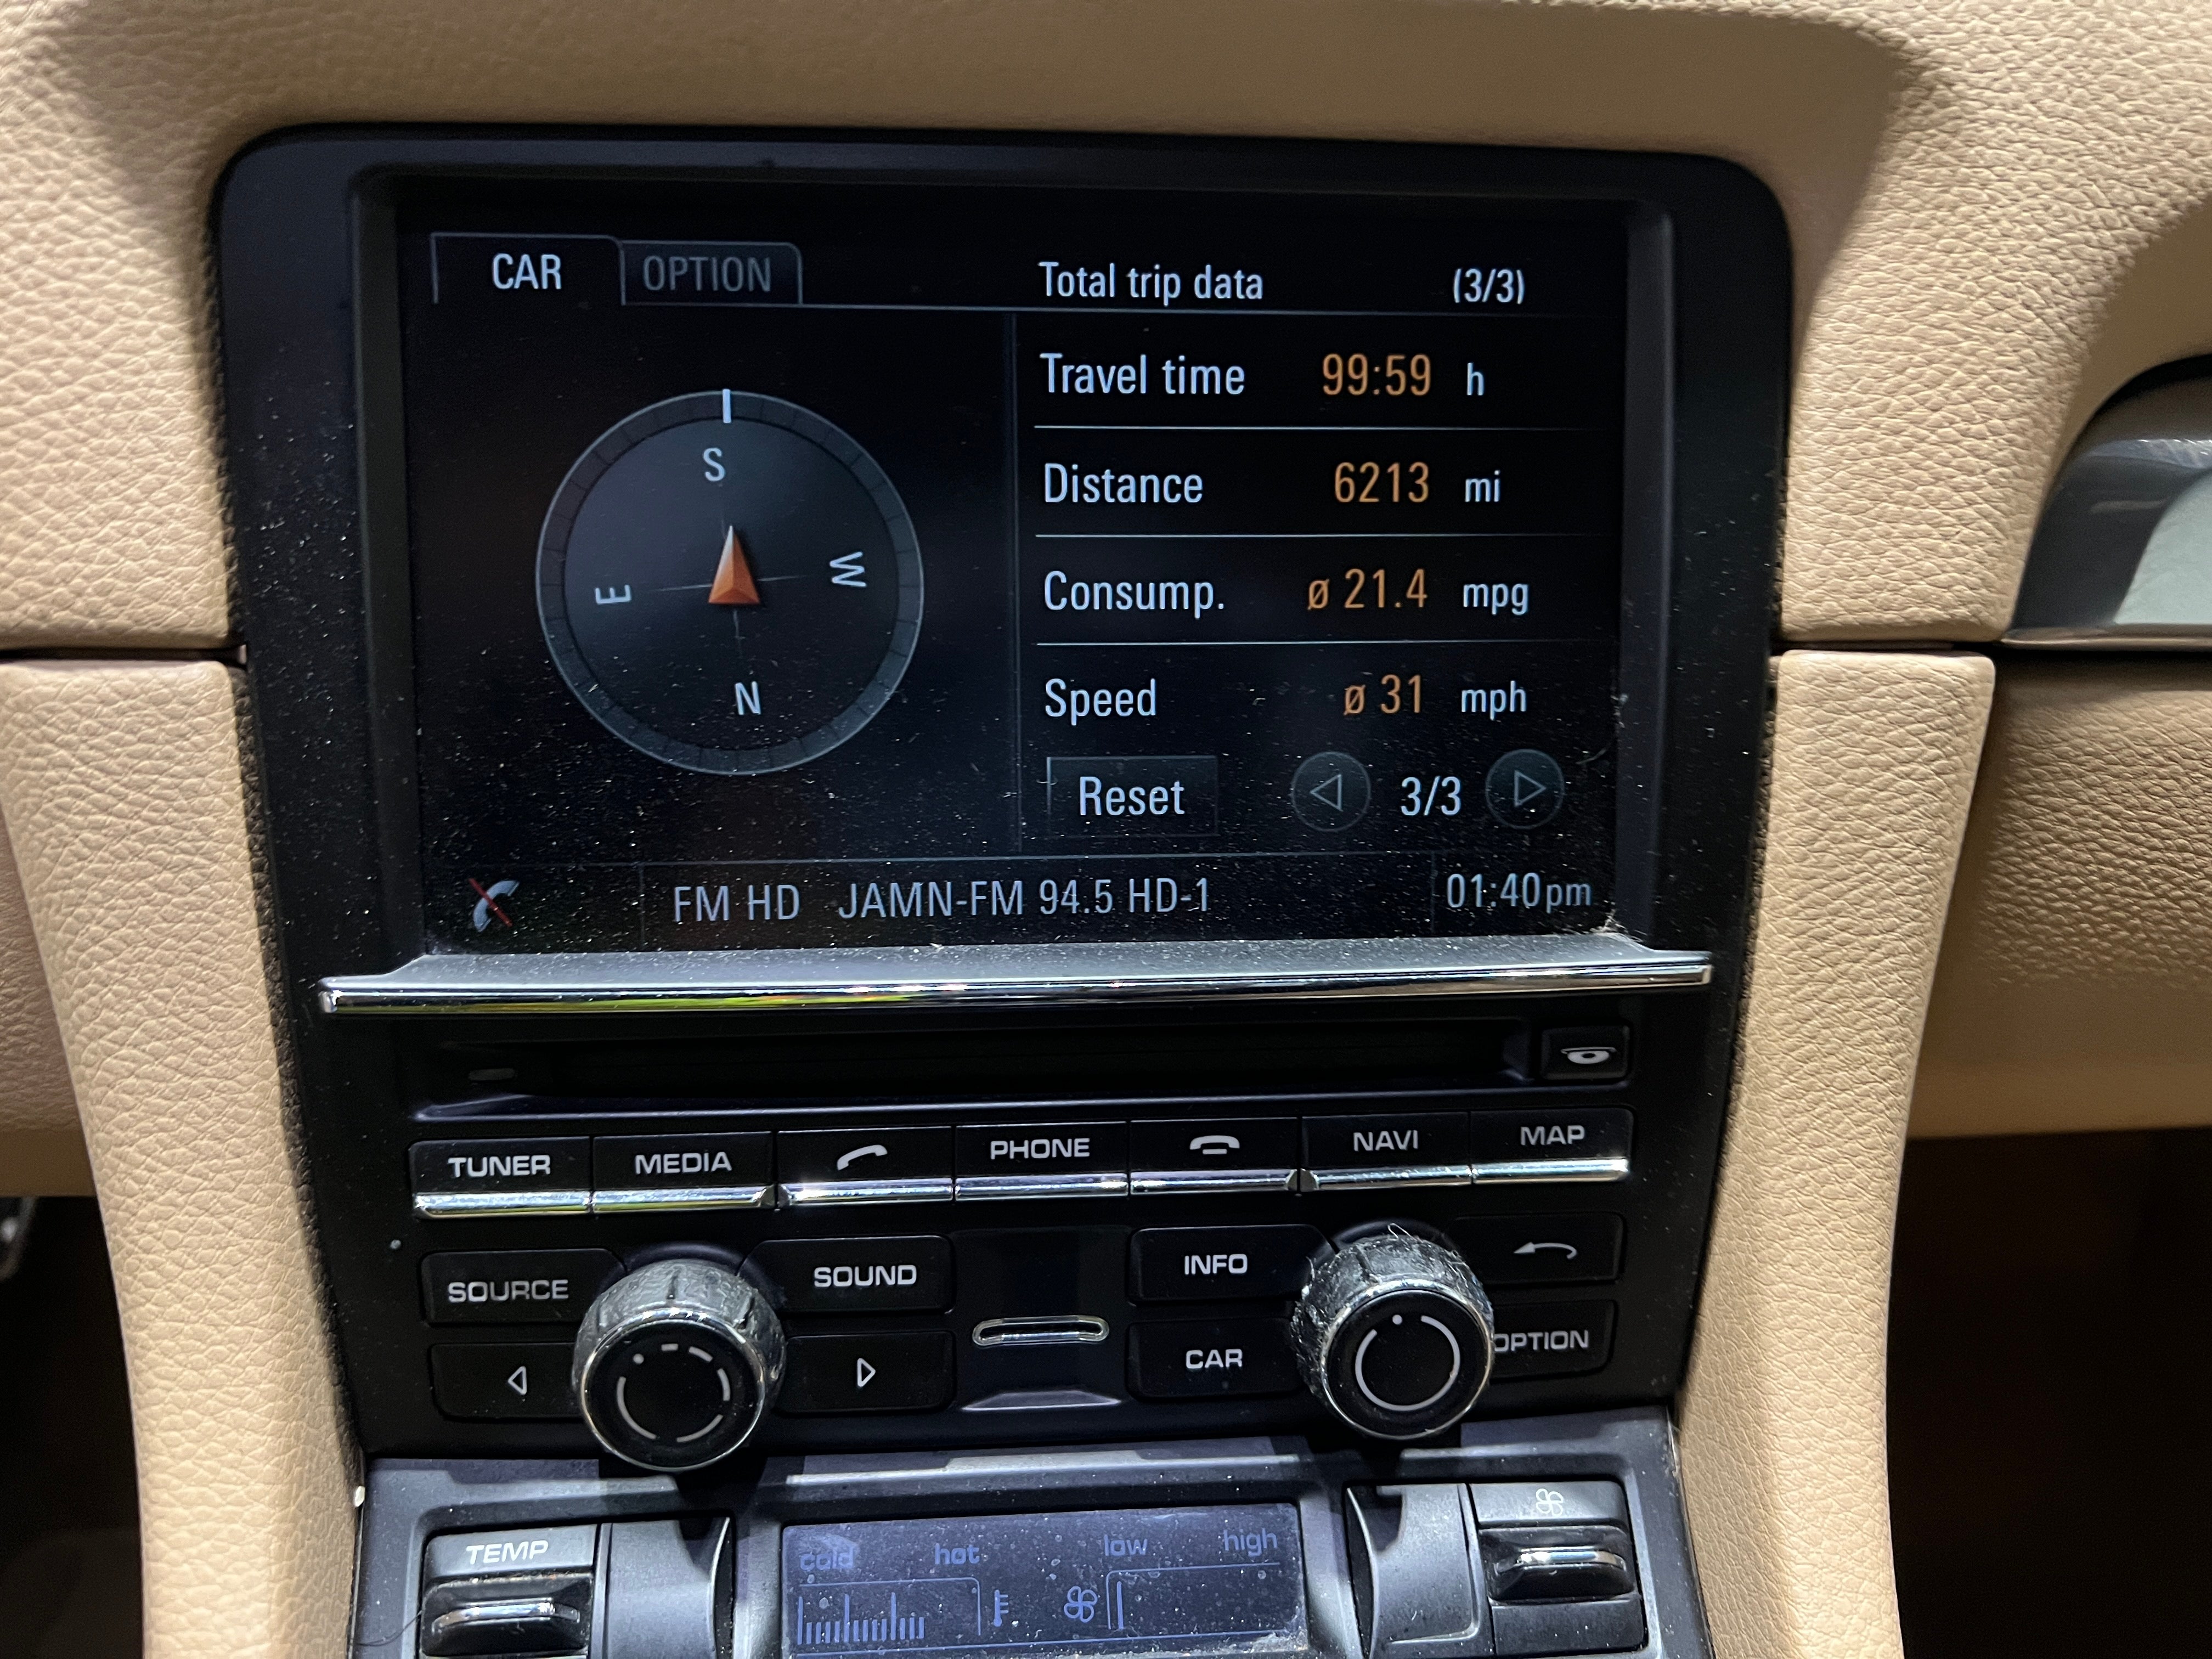 CAR OPTION Total trip data (3/3)
Travel time 99:59 h
S
Distance 6213 mi
E W
Consump. ø 21.4 mpg
N
Speed ø 31 mph
Reset 3/3
FM HD JAMN-FM 94.5 HD-1 01:40pm
TUNER MEDIA PHONE NAVI MAP
SOURCE SOUND INFO
CAR OPTION
TEMP cold hot low high